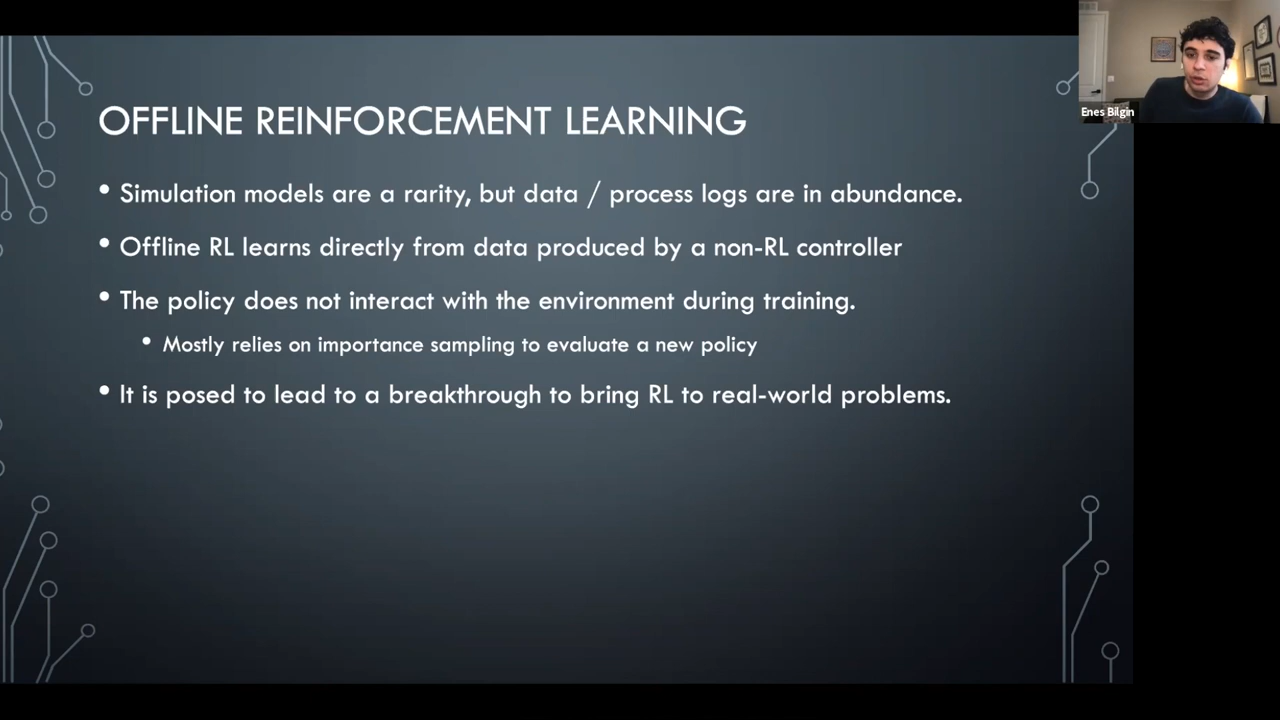 OFFLINE REINFORCEMENT LEARNING
• Simulation models are a rarity, but data / process logs are in abundance.
• Offline RL learns directly from data produced by a non-RL controller
• The policy does not interact with the environment during training.
• Mostly relies on importance sampling to evaluate a new policy
• It is posed to lead to a breakthrough to bring RL to real-world problems.
Enes Bilgin